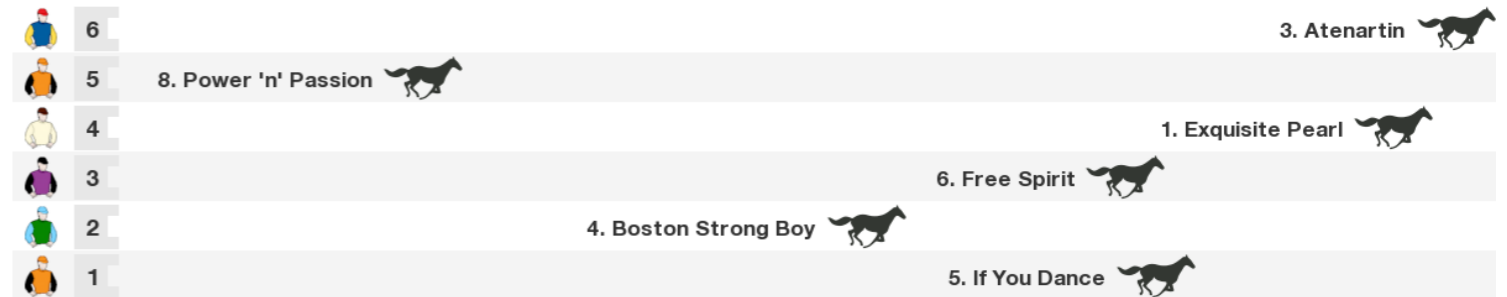 6 3. Atenartin
5 8. Power 'n' Passion
4 1. Exquisite Pearl
3 6. Free Spirit
2 4. Boston Strong Boy
1 5. If You Dance